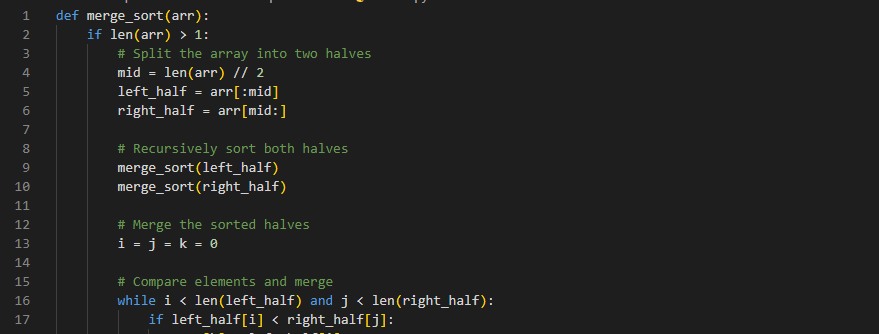 1 def merge_sort(arr):
2     if len(arr) > 1:
3         # Split the array into two halves
4         mid = len(arr) // 2
5         left_half = arr[:mid]
6         right_half = arr[mid:]
7
8         # Recursively sort both halves
9         merge_sort(left_half)
10         merge_sort(right_half)
11
12         # Merge the sorted halves
13         i = j = k = 0
14
15         # Compare elements and merge
16         while i < len(left_half) and j < len(right_half):
17             if left_half[i] < right_half[j]: